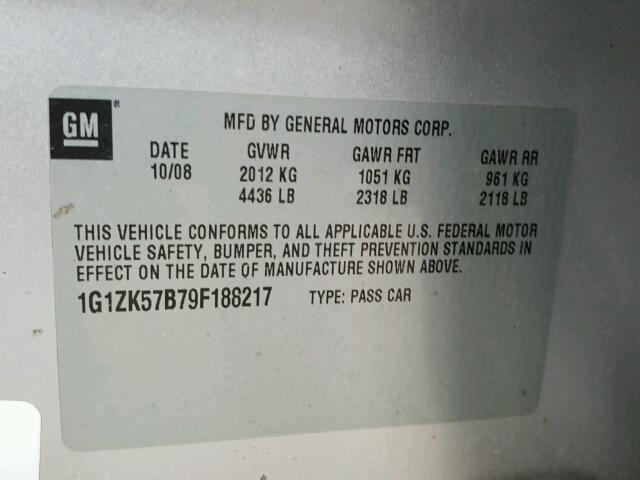 GM®
MFD BY GENERAL MOTORS CORP.
DATE GVWR GAWR FRT GAWR RR
10/08 2012 KG 1051 KG 961 KG
4436 LB 2318 LB 2118 LB
THIS VEHICLE CONFORMS TO ALL APPLICABLE U.S. FEDERAL MOTOR
VEHICLE SAFETY, BUMPER, AND THEFT PREVENTION STANDARDS IN
EFFECT ON THE DATE OF MANUFACTURE SHOWN ABOVE.
1G1ZK57B79F186217 TYPE: PASS CAR